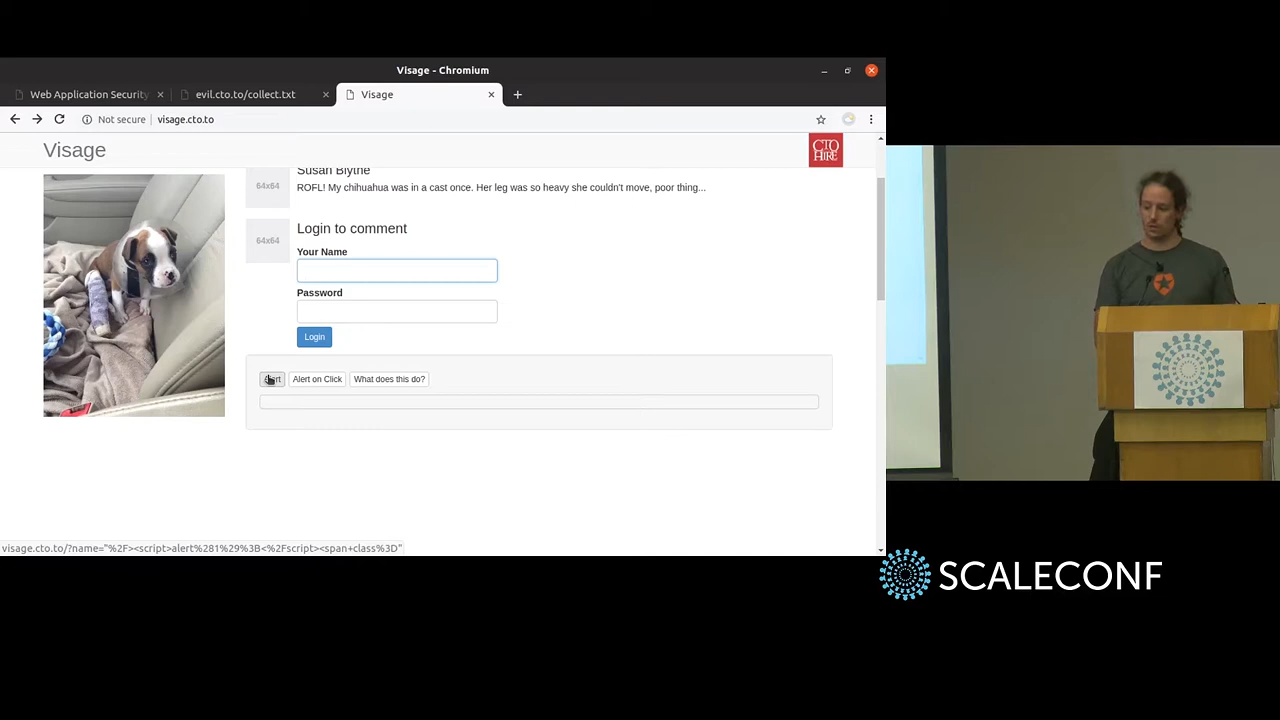 Visage - Chromium
Web Application Security
evil.cto.to/collect.txt
Visage
Not secure
visage.cto.to
Visage
CTO
HIRE
Susan Blythe
64x64
ROFL! My chihuahua was in a cast once. Her leg was so heavy she couldn't move, poor thing...
Login to comment
64x64
Your Name
Password
Login
Alert on Click
What does this do?
visage.cto.to/?name="%2F><script>alert%281%29%3B<%2Fscript><span+class%3D"
SCALECONF